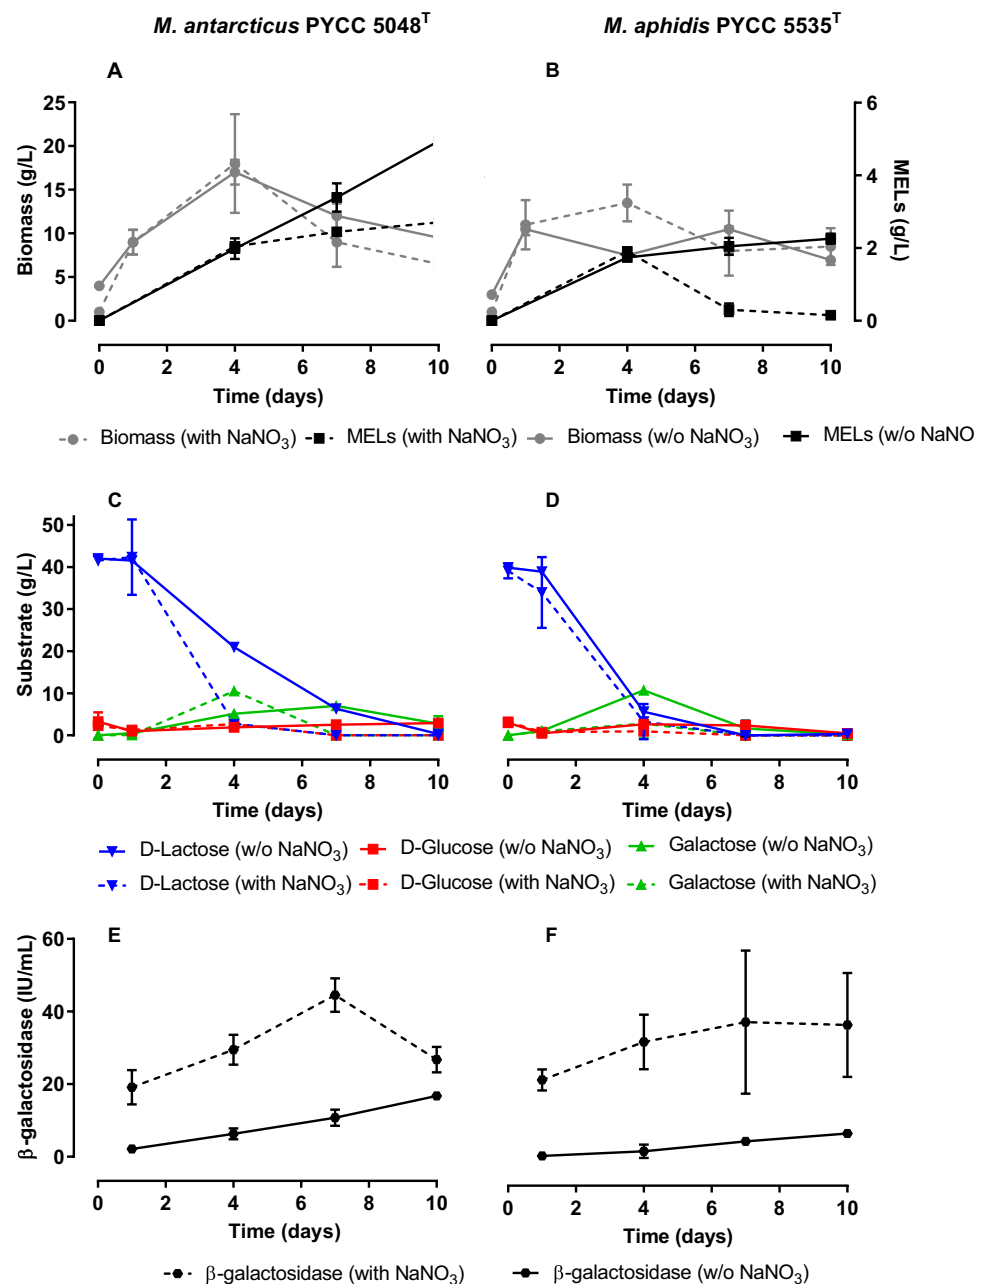 M. antarcticus PYCC 5048T M. aphidis PYCC 5535T
A B
25 6
20
15 4
10
2
5
0 0
Biomass (g/L) MELs (g/L)
0 2 4 6 8 10 0 2 4 6 8 10
Time (days) Time (days)
Biomass (with NaNO3) MELs (with NaNO3) Biomass (w/o NaNO3) MELs (w/o NaNO
C D
50
40
30
20
10
0
Substrate (g/L)
0 2 4 6 8 10 0 2 4 6 8 10
Time (days) Time (days)
D-Lactose (w/o NaNO3) D-Glucose (w/o NaNO3) Galactose (w/o NaNO3)
D-Lactose (with NaNO3) D-Glucose (with NaNO3) Galactose (with NaNO3)
E F
60
40
20
0
β-galactosidase (IU/mL)
0 2 4 6 8 10 0 2 4 6 8 10
Time (days) Time (days)
β-galactosidase (with NaNO3) β-galactosidase (w/o NaNO3)